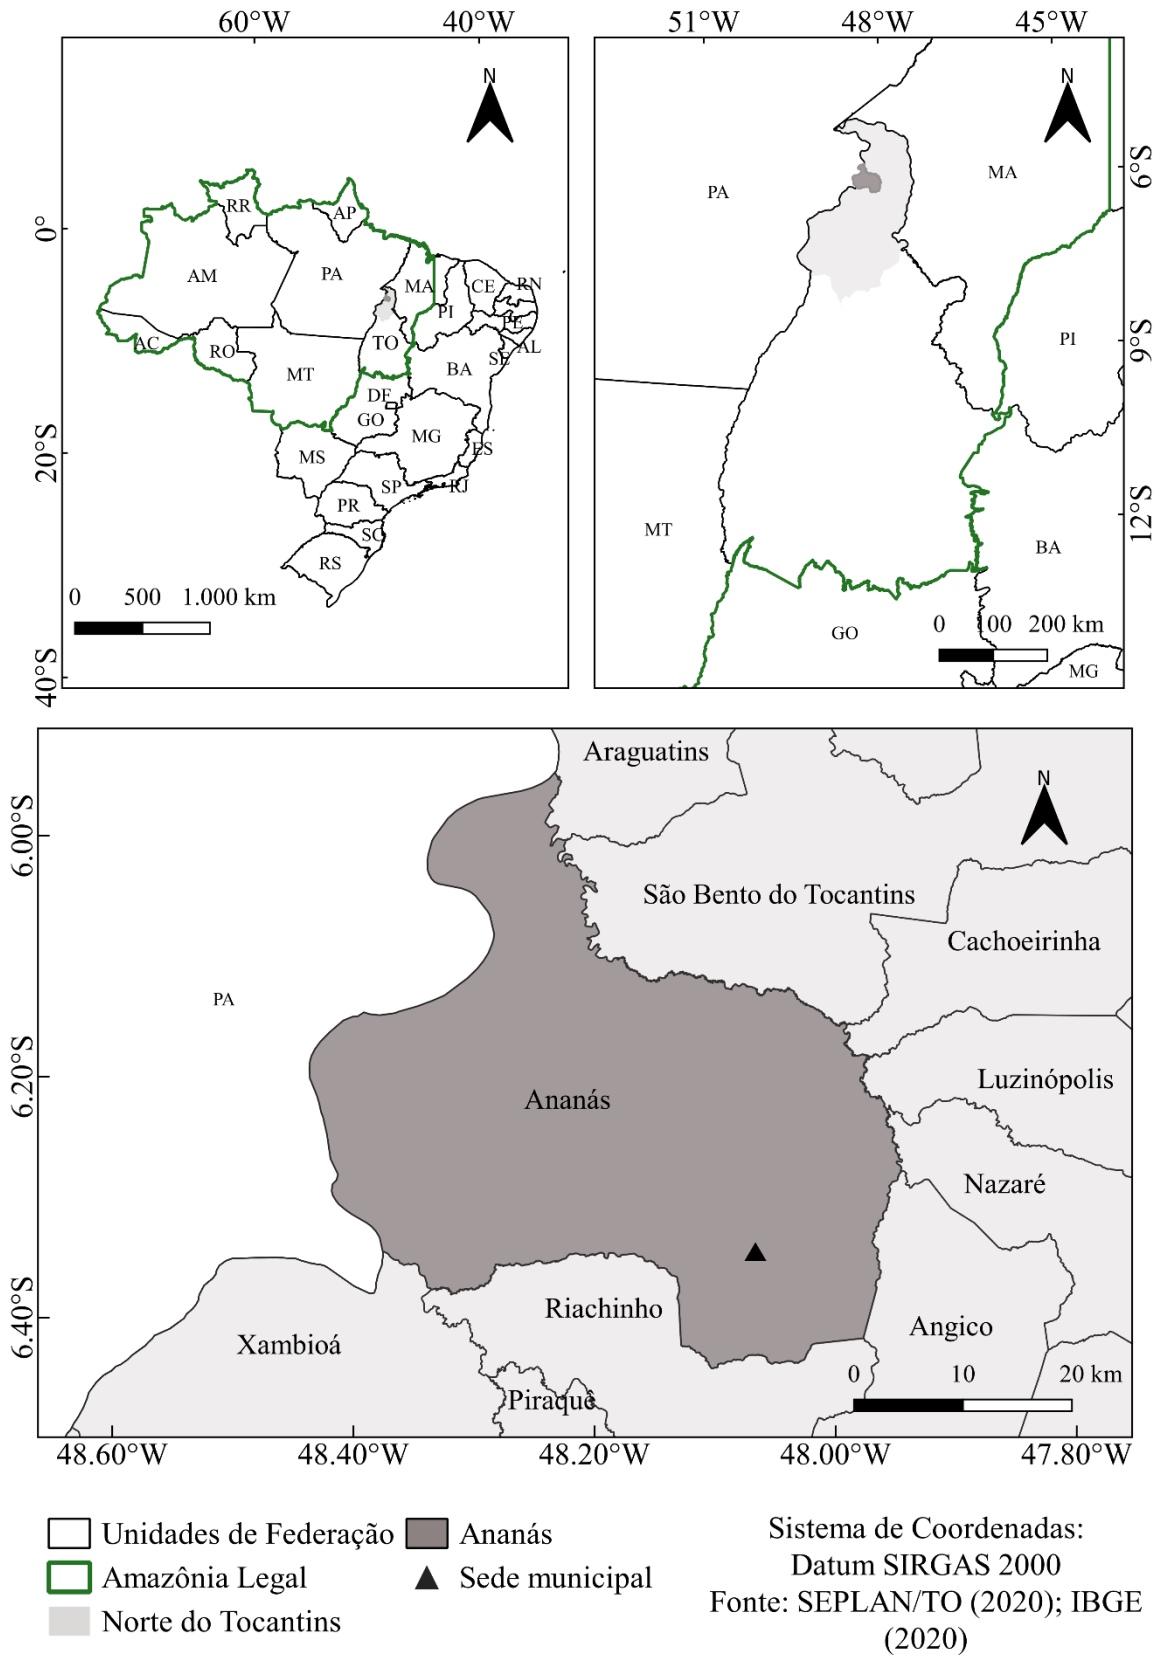 60°W 40°W
N
0°
20°S
40°S
RR
AP
AM
PA
MA
CE
RN
PI
PE
AC
RO
TO
AL
SE
MT
BA
DF
GO
MG
ES
MS
SP
RJ
PR
SC
RS
0 500 1.000 km
51°W 48°W 45°W
N
6°S
9°S
12°S
PA
MA
PI
MT
BA
GO
MG
0 100 200 km
Araguatins
N
São Bento do Tocantins
Cachoeirinha
PA
Luzinópolis
Ananás
Nazaré
Riachinho
Angico
Xambioá
Piraquê
0 10 20 km
6.00°S
6.20°S
6.40°S
48.60°W 48.40°W 48.20°W 48.00°W 47.80°W
Unidades de Federação
Amazônia Legal
Norte do Tocantins
Ananás
Sede municipal
Sistema de Coordenadas:
Datum SIRGAS 2000
Fonte: SEPLAN/TO (2020); IBGE
(2020)